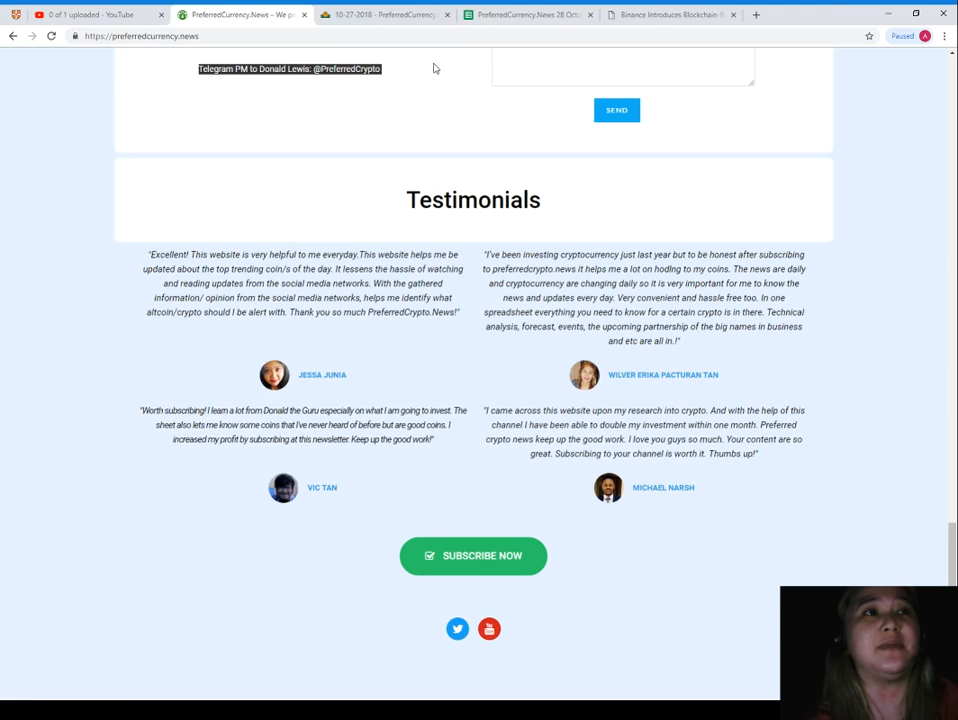 0 of 1 uploaded - YouTube
PreferredCurrency.News – We p
10-27-2018 - PreferredCurrency
PreferredCurrency.News 28 Octo
Binance Introduces Blockchain-B
https://preferredcurrency.news
Paused
A
Telegram PM to Donald Lewis: @PreferredCrypto
SEND
Testimonials
"Excellent! This website is very helpful to me everyday.This website helps me be
updated about the top trending coin/s of the day. It lessens the hassle of watching
and reading updates from the social media networks. With the gathered
information/ opinion from the social media networks, helps me identify what
altcoin/crypto should I be alert with. Thank you so much PreferredCrypto.News!"
JESSA JUNIA
"I've been investing cryptocurrency just last year but to be honest after subscribing
to preferredcrypto.news it helps me a lot on hodlng to my coins. The news are daily
and cryptocurrency are changing daily so it is very important for me to know the
news and updates every day. Very convenient and hassle free too. In one
spreadsheet everything you need to know for a certain crypto is in there. Technical
analysis, forecast, events, the upcoming partnership of the big names in business
and etc are all in.!"
WILVER ERIKA PACTURAN TAN
"Worth subscribing! I learn a lot from Donald the Guru especially on what I am going to invest. The
sheet also lets me know some coins that I've never heard of before but are good coins. I
increased my profit by subscribing at this newsletter. Keep up the good work!"
VIC TAN
"I came across this website upon my research into crypto. And with the help of this
channel I have been able to double my investment within one month. Preferred
crypto news keep up the good work. I love you guys so much. Your content are so
great. Subscribing to your channel is worth it. Thumbs up!"
MICHAEL NARSH
SUBSCRIBE NOW